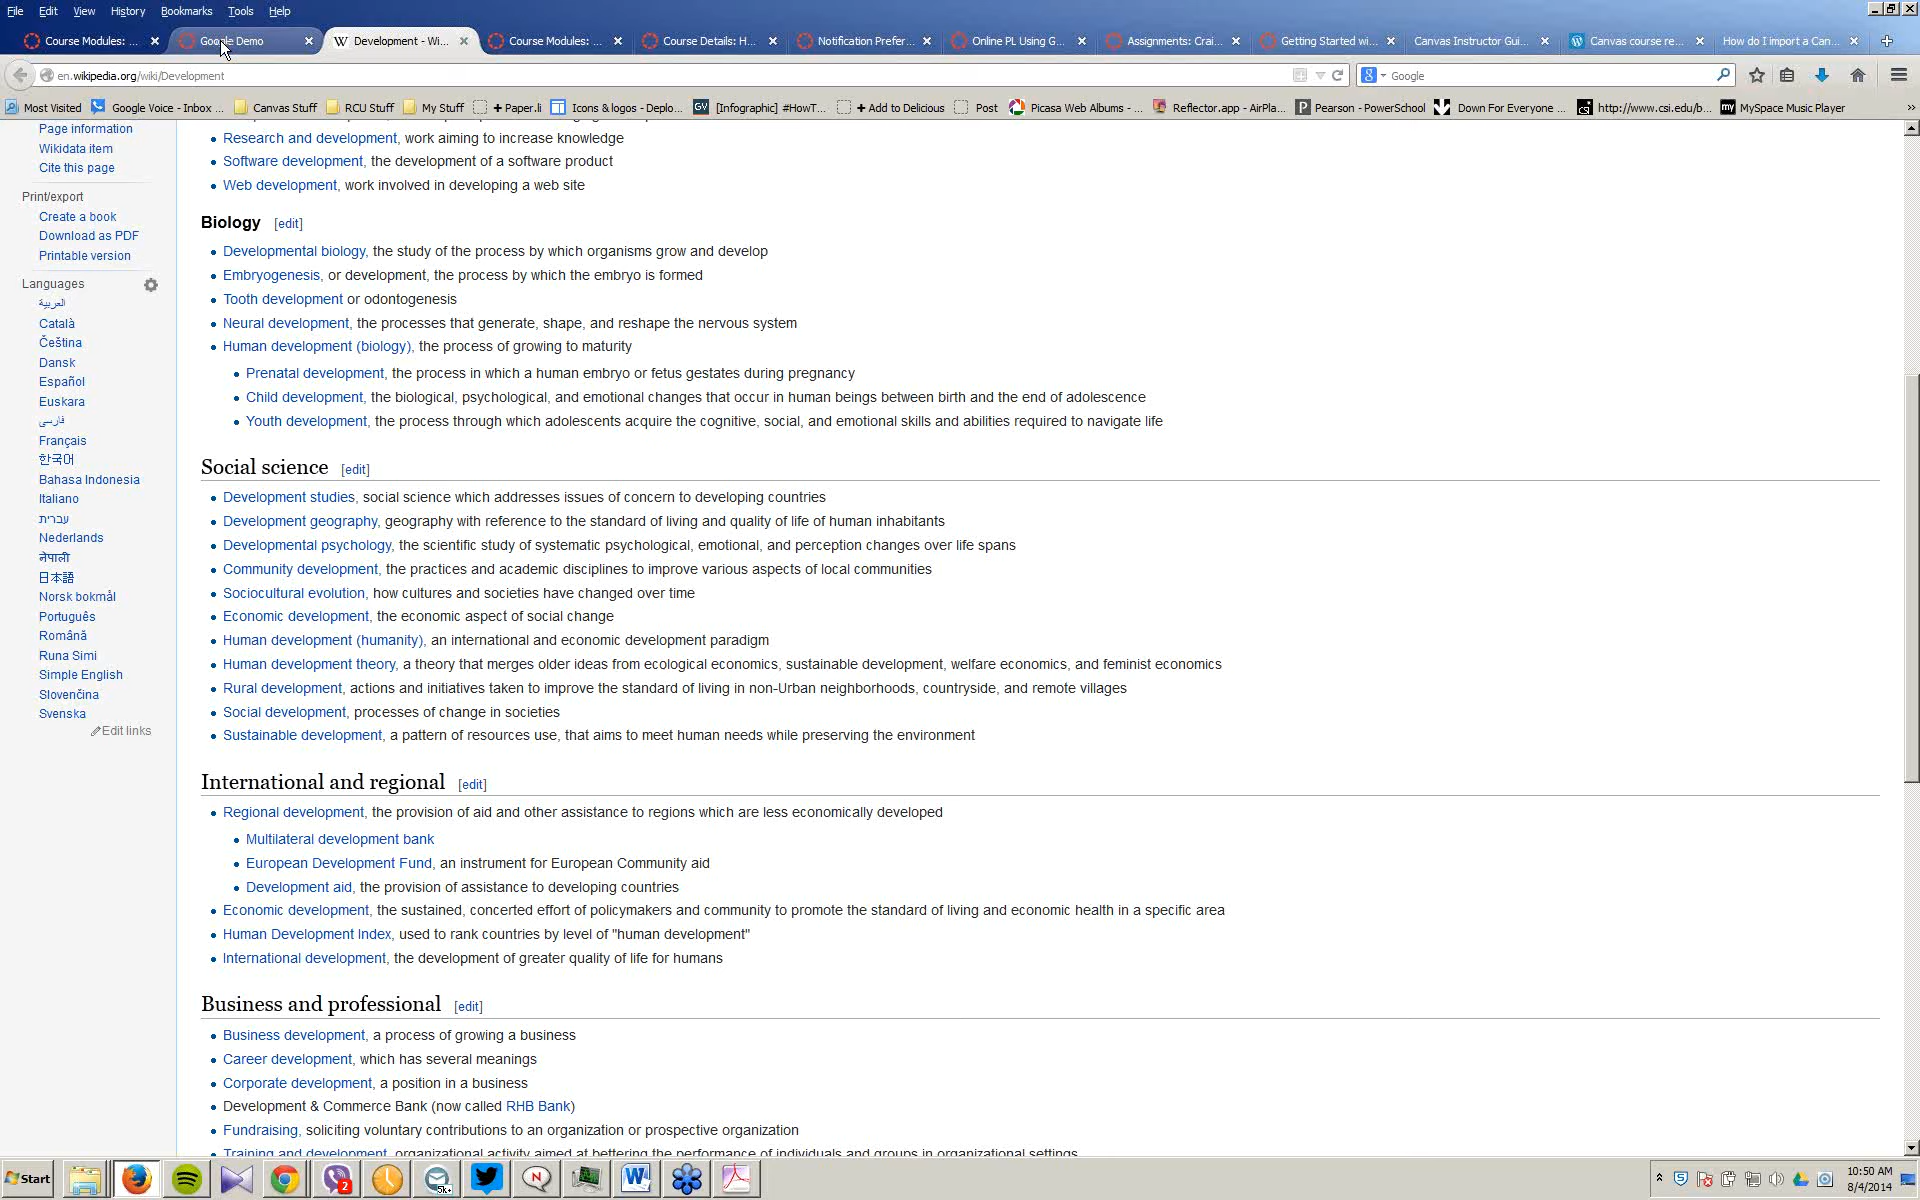 File Edit View History Bookmarks Tools Help
Course Modules: ... Google Demo Development - Wi... Course Modules: ... Course Details: H... Notification Prefer... Online PL Using G... Assignments: Crai... Getting Started wi... Canvas Instructor Gui... Canvas course re... How do I import a Can...
en.wikipedia.org/wiki/Development Google
Most Visited Google Voice - Inbox ... Canvas Stuff RCU Stuff My Stuff + Paper.li Icons & logos - Deplo... [Infographic] #HowT... + Add to Delicious Post Picasa Web Albums - ... Reflector.app - AirPla... Pearson - PowerSchool Down For Everyone ... http://www.csi.edu/b... MySpace Music Player
Page information
Wikidata item
Cite this page
Print/export
Create a book
Download as PDF
Printable version
Languages
العربية
Català
Čeština
Dansk
Español
Euskara
فارسی
Français
한국어
Bahasa Indonesia
Italiano
עברית
Nederlands
नेपाली
日本語
Norsk bokmål
Português
Română
Runa Simi
Simple English
Slovenčina
Svenska
Edit links
Research and development, work aiming to increase knowledge
Software development, the development of a software product
Web development, work involved in developing a web site
Biology [edit]
Developmental biology, the study of the process by which organisms grow and develop
Embryogenesis, or development, the process by which the embryo is formed
Tooth development or odontogenesis
Neural development, the processes that generate, shape, and reshape the nervous system
Human development (biology), the process of growing to maturity
Prenatal development, the process in which a human embryo or fetus gestates during pregnancy
Child development, the biological, psychological, and emotional changes that occur in human beings between birth and the end of adolescence
Youth development, the process through which adolescents acquire the cognitive, social, and emotional skills and abilities required to navigate life
Social science [edit]
Development studies, social science which addresses issues of concern to developing countries
Development geography, geography with reference to the standard of living and quality of life of human inhabitants
Developmental psychology, the scientific study of systematic psychological, emotional, and perception changes over life spans
Community development, the practices and academic disciplines to improve various aspects of local communities
Sociocultural evolution, how cultures and societies have changed over time
Economic development, the economic aspect of social change
Human development (humanity), an international and economic development paradigm
Human development theory, a theory that merges older ideas from ecological economics, sustainable development, welfare economics, and feminist economics
Rural development, actions and initiatives taken to improve the standard of living in non-Urban neighborhoods, countryside, and remote villages
Social development, processes of change in societies
Sustainable development, a pattern of resources use, that aims to meet human needs while preserving the environment
International and regional [edit]
Regional development, the provision of aid and other assistance to regions which are less economically developed
Multilateral development bank
European Development Fund, an instrument for European Community aid
Development aid, the provision of assistance to developing countries
Economic development, the sustained, concerted effort of policymakers and community to promote the standard of living and economic health in a specific area
Human Development Index, used to rank countries by level of "human development"
International development, the development of greater quality of life for humans
Business and professional [edit]
Business development, a process of growing a business
Career development, which has several meanings
Corporate development, a position in a business
Development & Commerce Bank (now called RHB Bank)
Fundraising, soliciting voluntary contributions to an organization or prospective organization
Training and development, organizational activity aimed at bettering the performance of individuals and groups in organizational settings
Start 2 5k+ 10:50 AM
8/4/2014